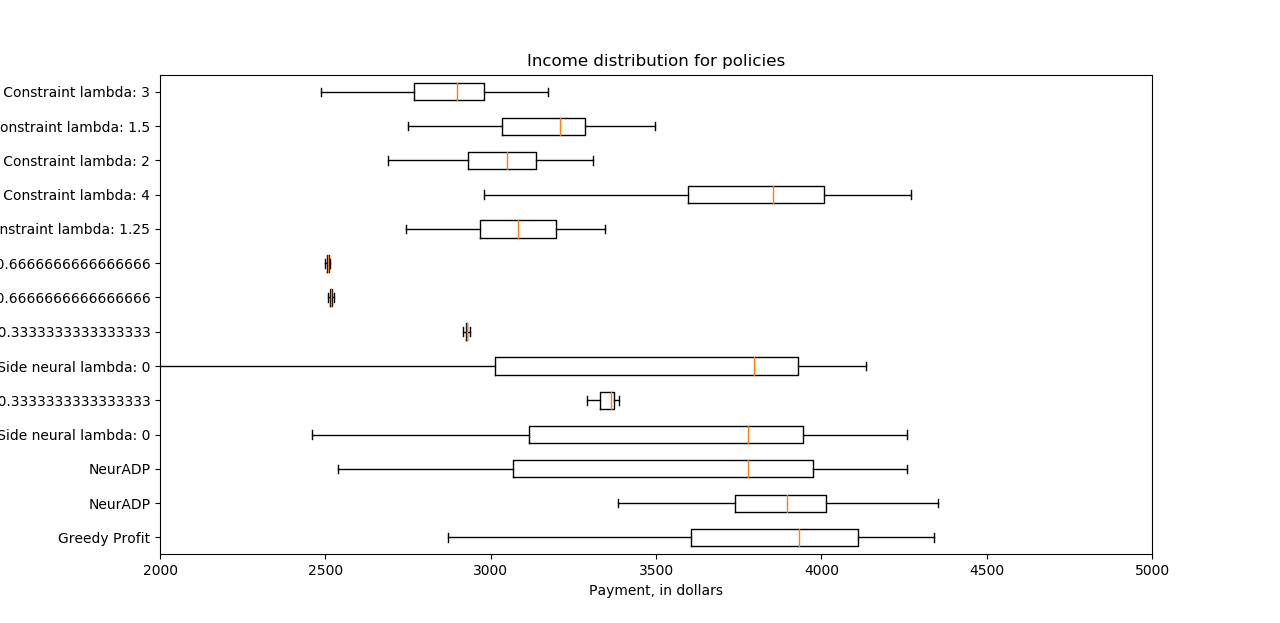 Income distribution for policies
Constraint lambda: 3
onstraint lambda: 1.5
Constraint lambda: 2
Constraint lambda: 4
nstraint lambda: 1.25
0.6666666666666666
0.6666666666666666
0.3333333333333333
Side neural lambda: 0
0.3333333333333333
Side neural lambda: 0
NeurADP
NeurADP
Greedy Profit
2000 2500 3000 3500 4000 4500 5000
Payment, in dollars